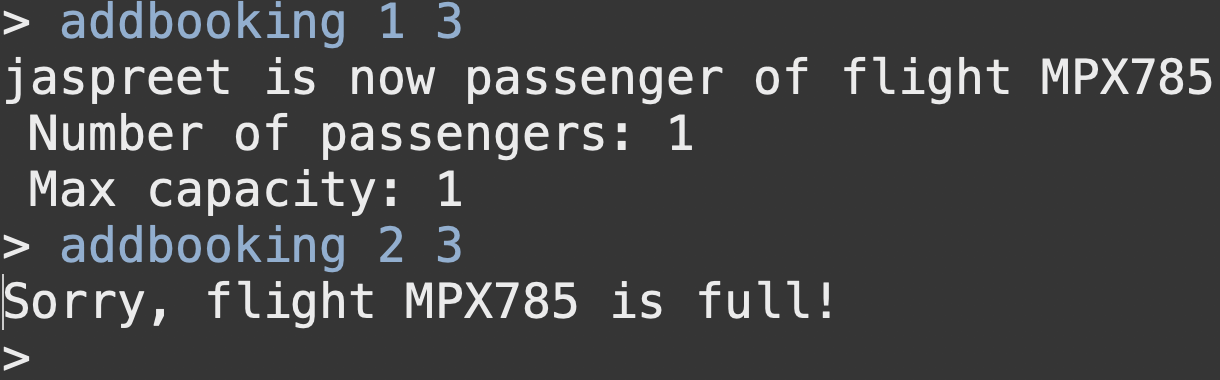 > addbooking 1 3
jaspreet is now passenger of flight MPX785
Number of passengers: 1
Max capacity: 1
> addbooking 2 3
Sorry, flight MPX785 is full!
>